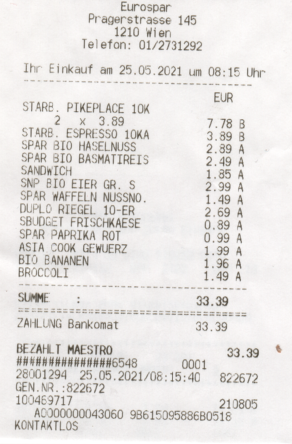 Eurospar
Pragerstrasse 145
1210 Wien
Telefon: 01/2731292
Ihr Einkauf am 25.05.2021 um 08:15 Uhr
EUR
STARB. PIKEPLACE 10K
2 x 3.89 7.78 B
STARB. ESPRESSO 10KA 3.89 B
SPAR BIO HASELNUSS 2.89 A
SPAR BIO BASMATIREIS 2.49 A
SANDWICH 1.85 A
SNP BIO EIER GR. S 2.99 A
SPAR WAFFELN NUSSNO. 1.49 A
DUPLO RIEGEL 10-ER 2.69 A
SBUDGET FRISCHKAESE 0.89 A
SPAR PAPRIKA ROT 0.99 A
ASIA COOK GEWUERZ 1.99 A
BIO BANANEN 1.96 A
BROCCOLI 1.49 A
SUMME : 33.39
ZAHLUNG Bankomat 33.39
BEZAHLT MAESTRO 33.39
###############6548 0001
28001294 25.05.2021/08:15:40 822672
GEN.NR.:822672
100469717 210805
A0000000043060 9B615095886B0518
KONTAKTLOS